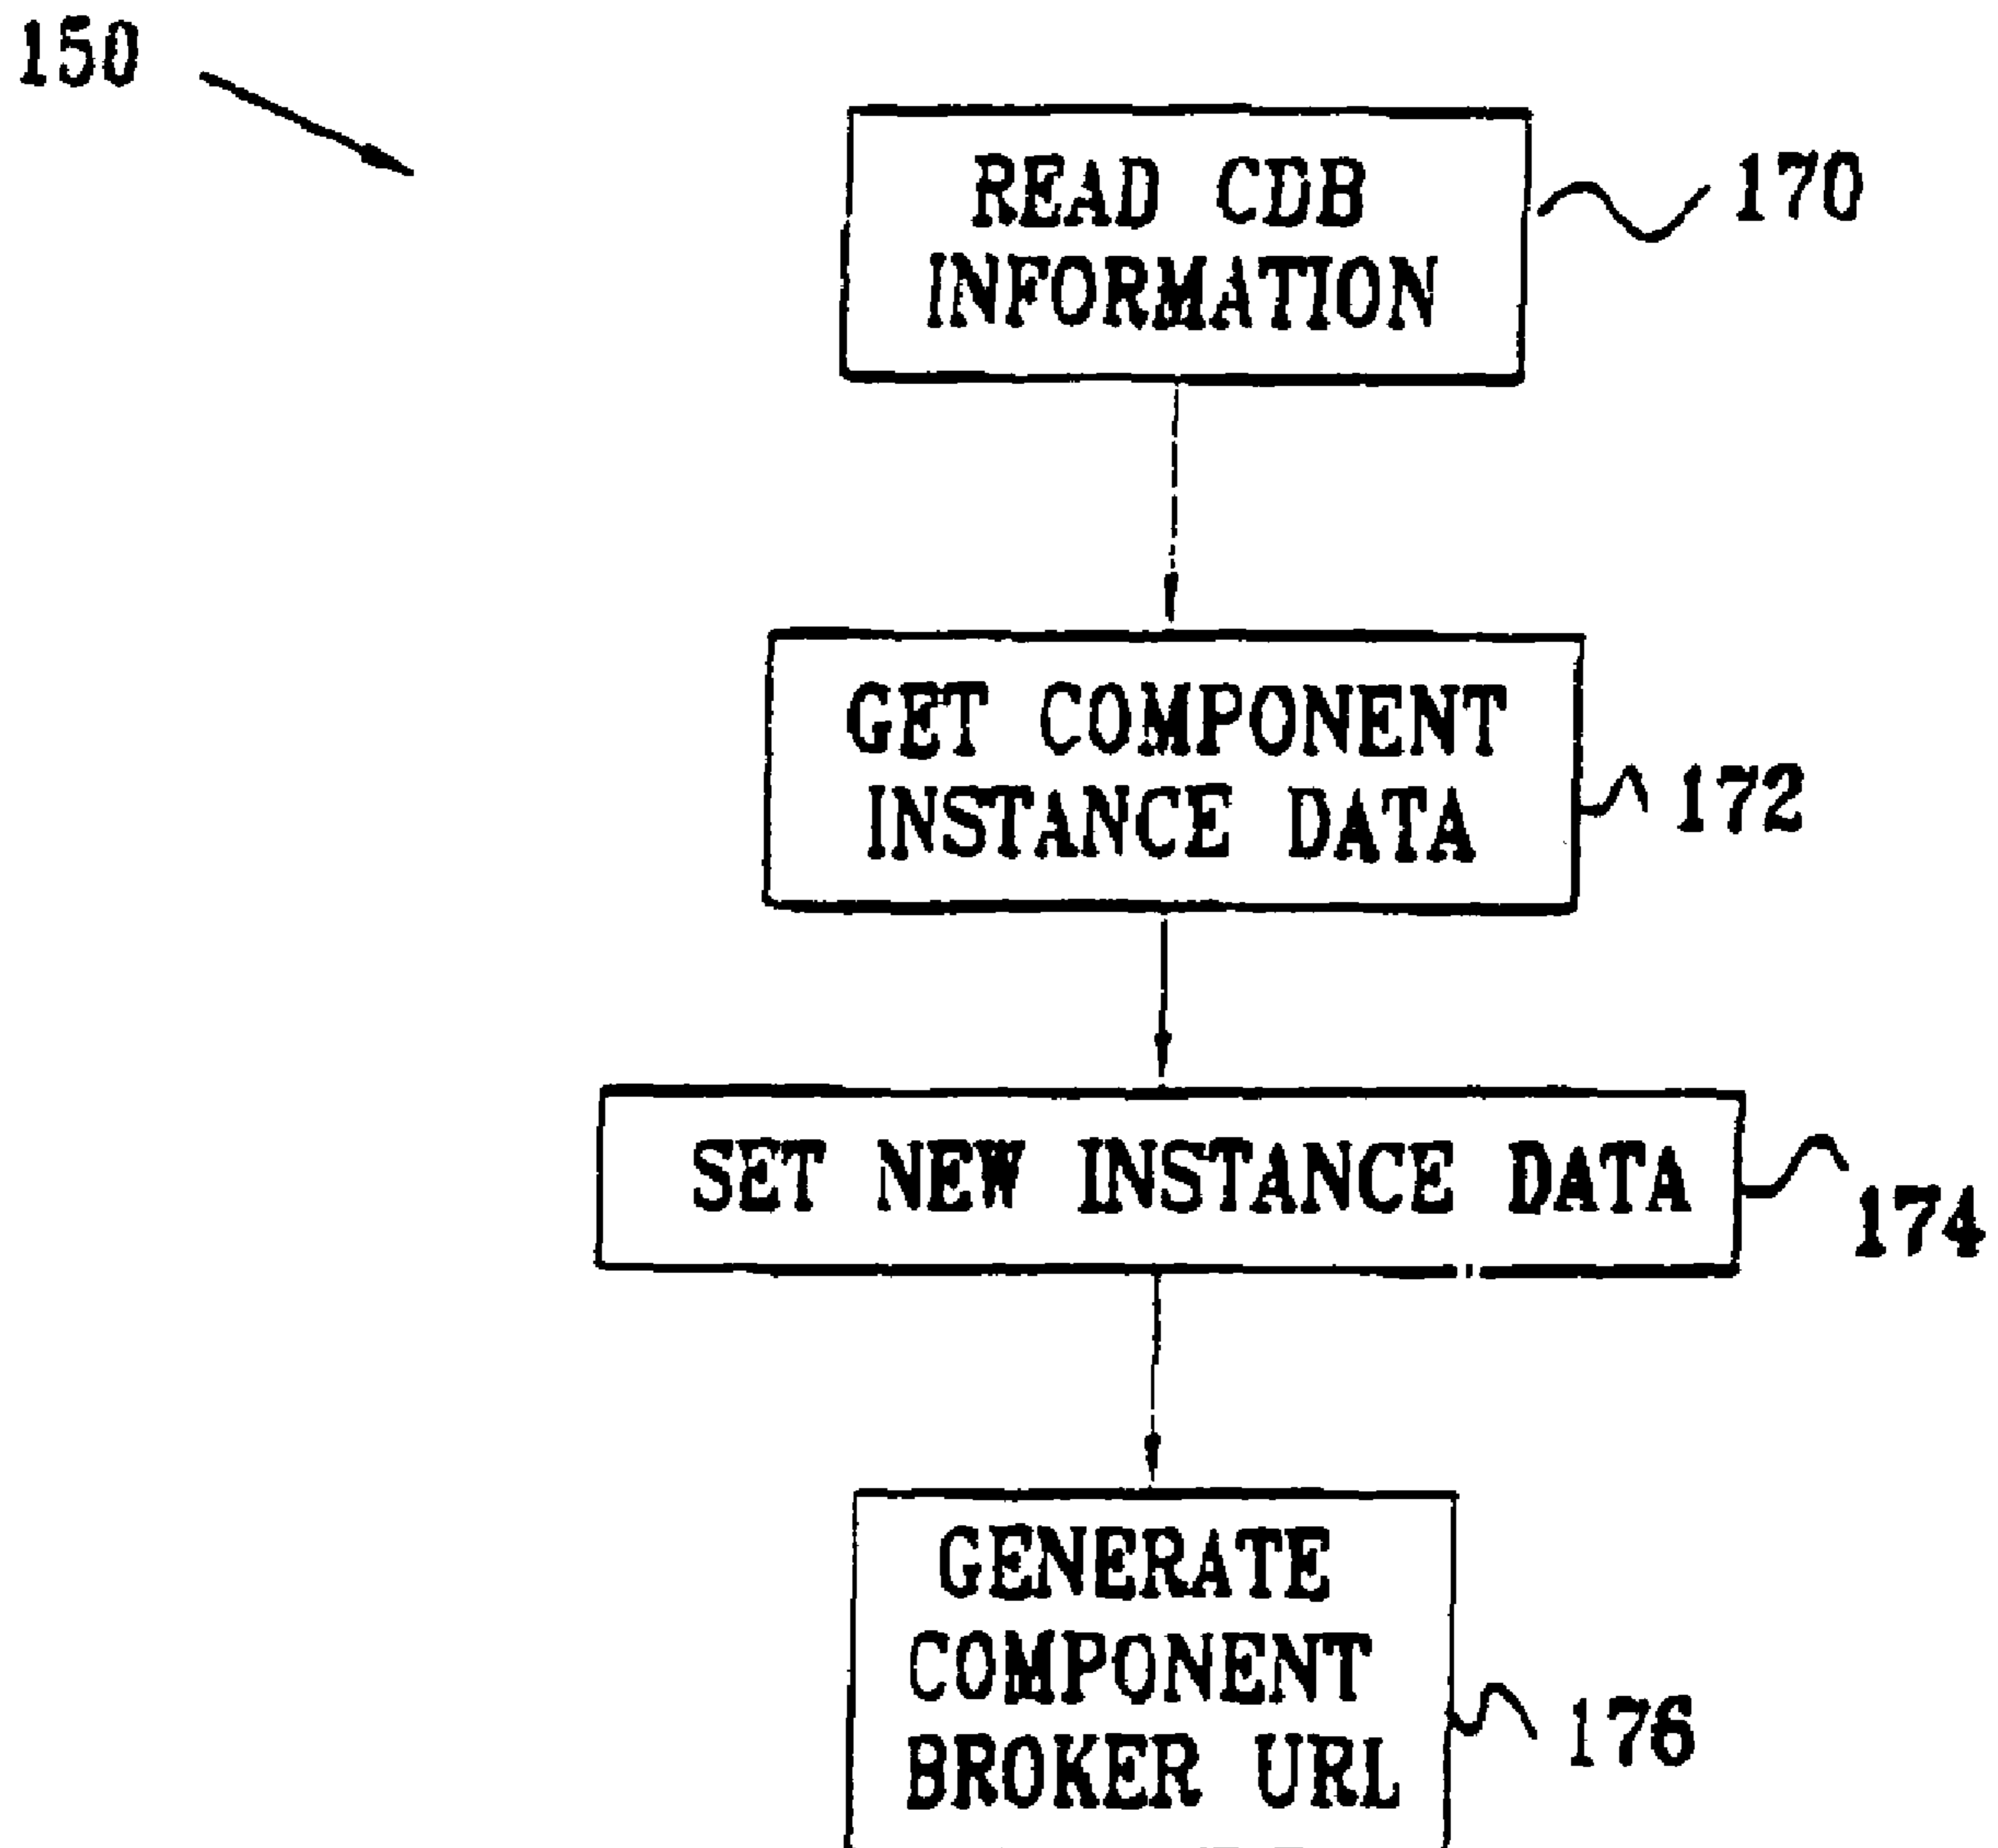 150
READ CDB
INFORMATION
170
GET COMPONENT
INSTANCE DATA
172
SET NEW INSTANCE DATA
174
GENERATE
COMPONENT
BROKER URL
176